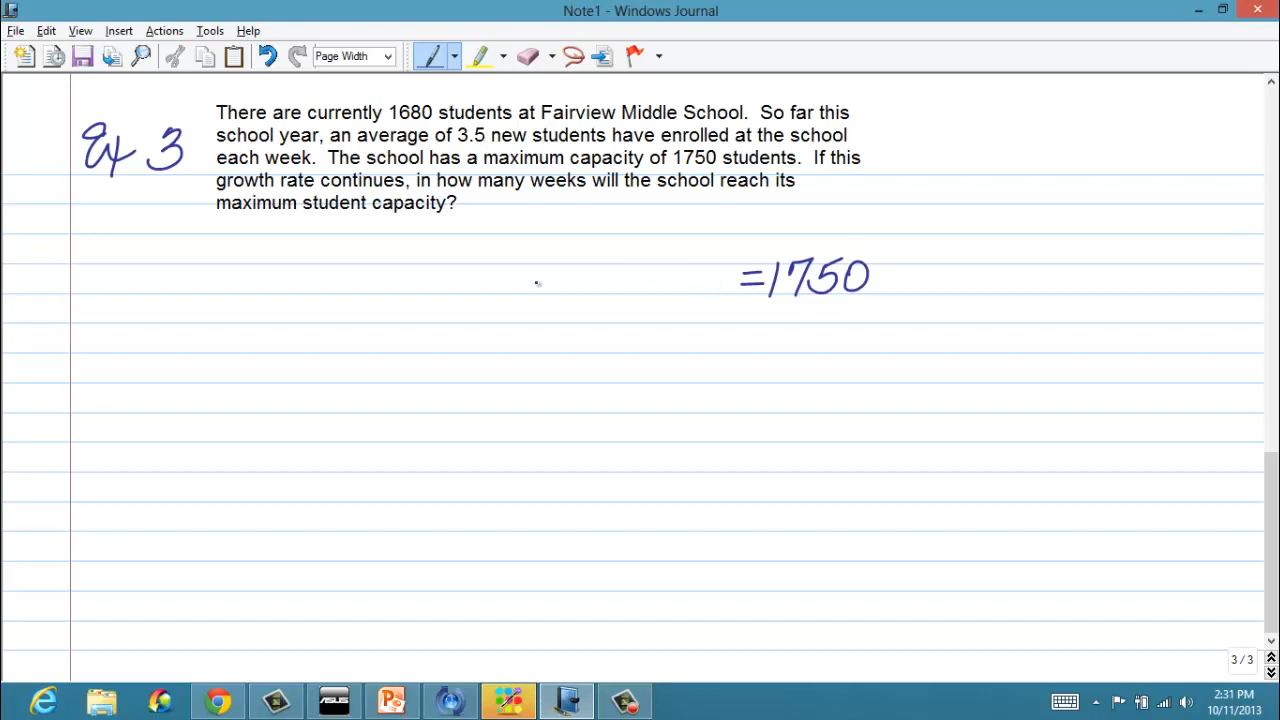 Note1 - Windows Journal
File Edit View Insert Actions Tools Help
Page Width
Ex 3
There are currently 1680 students at Fairview Middle School. So far this
school year, an average of 3.5 new students have enrolled at the school
each week. The school has a maximum capacity of 1750 students. If this
growth rate continues, in how many weeks will the school reach its
maximum student capacity?
=1750
3 / 3
ASUS
2:31 PM
10/11/2013